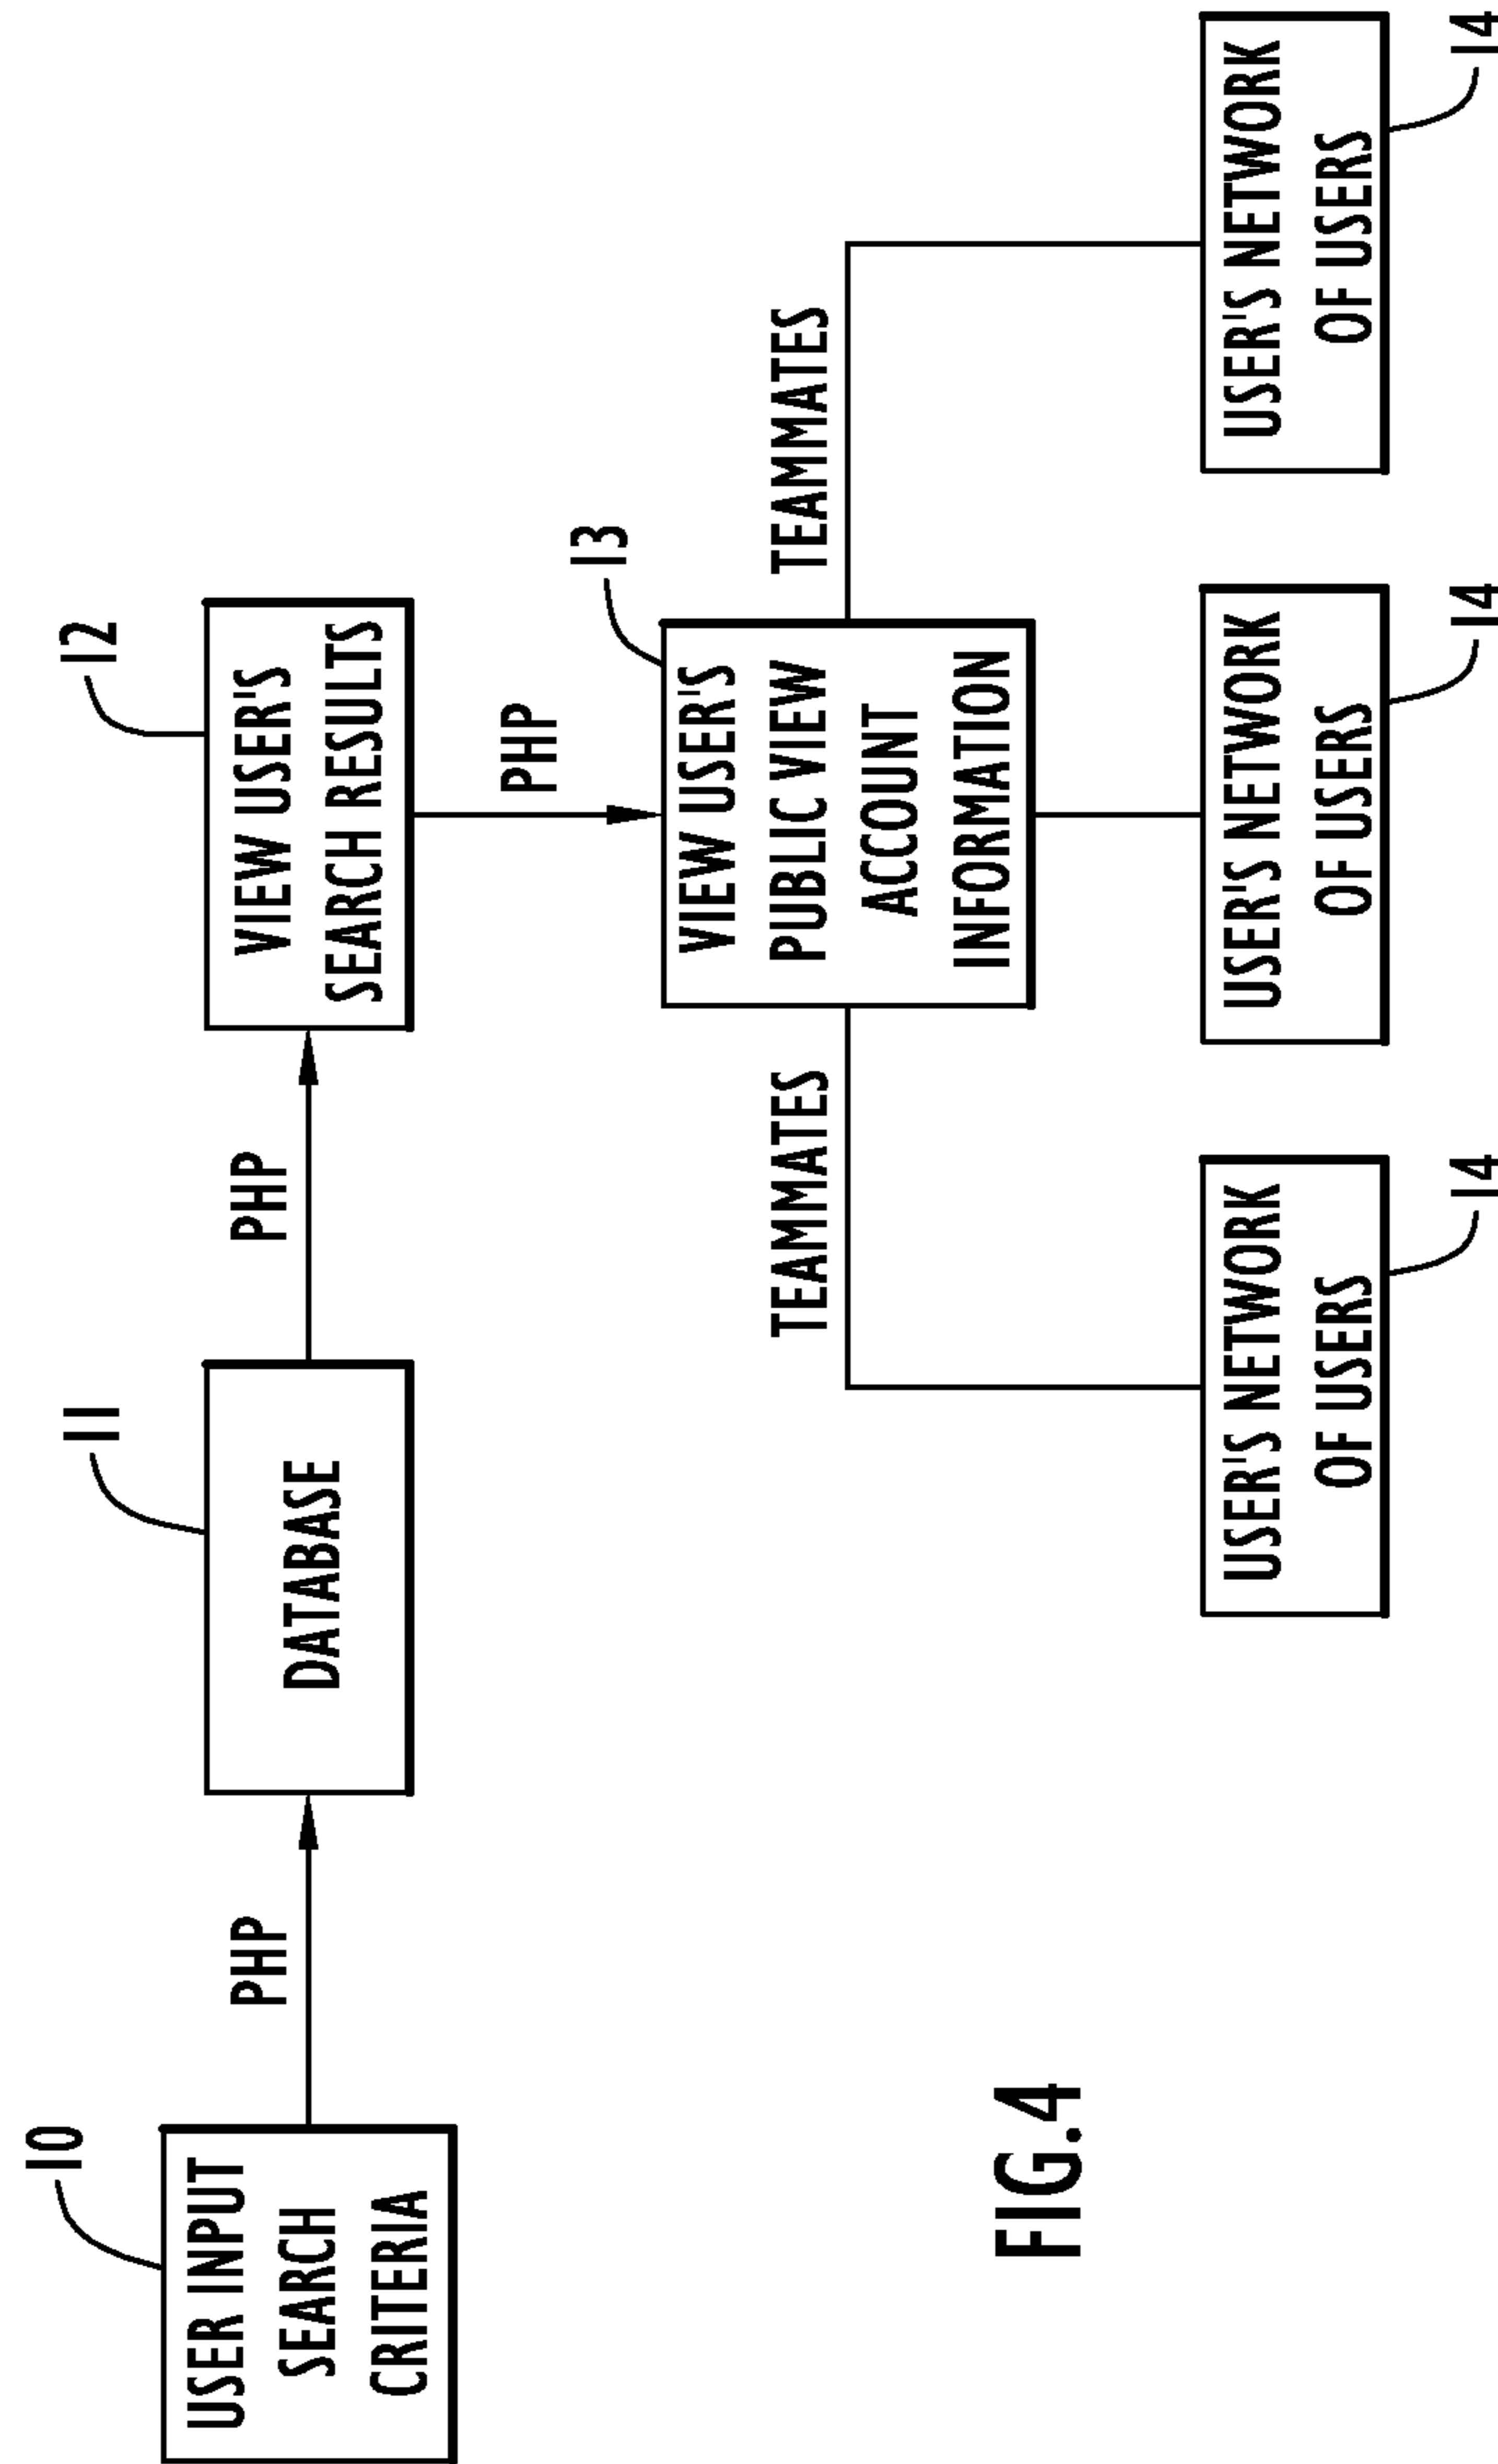 10
USER INPUT
SEARCH
CRITERIA
PHP
11
DATABASE
PHP
12
VIEW USER'S
SEARCH RESULTS
PHP
13
VIEW USER'S
PUBLIC VIEW
ACCOUNT
INFORMATION
TEAMMATES
TEAMMATES
USER'S NETWORK
OF USERS
14
USER'S NETWORK
OF USERS
14
USER'S NETWORK
OF USERS
14
FIG.4